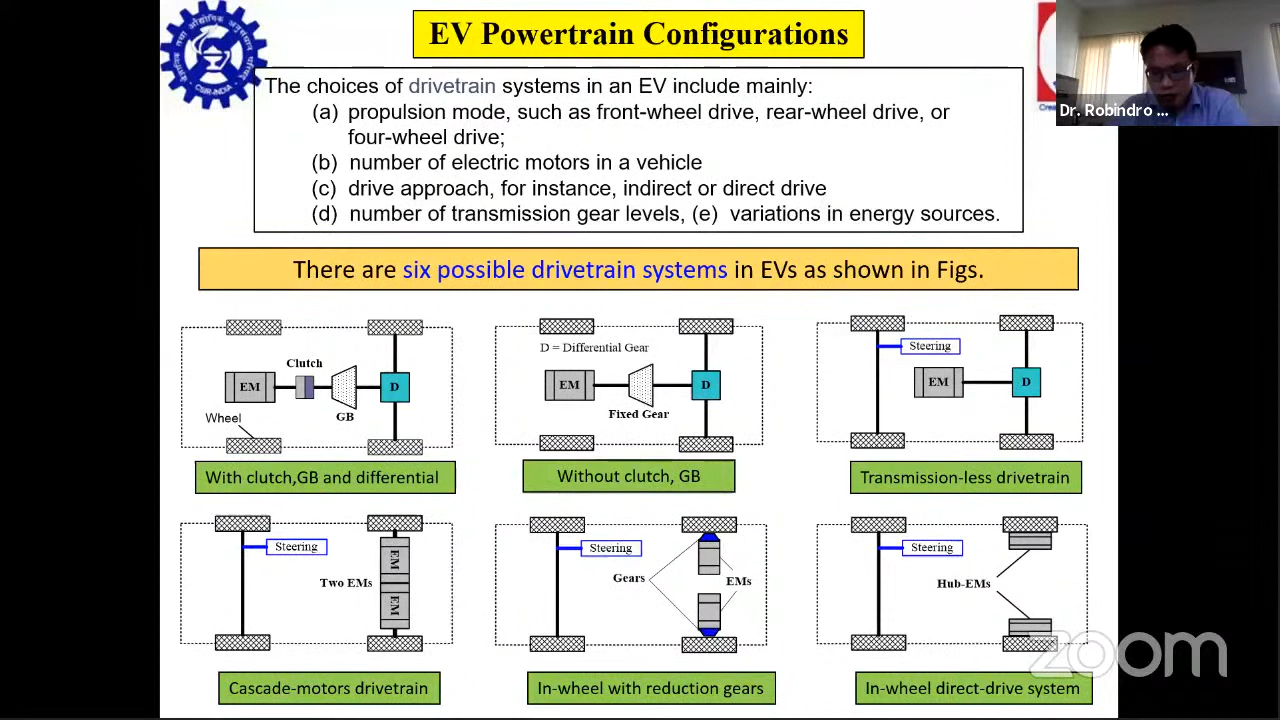 EV Powertrain Configurations
The choices of drivetrain systems in an EV include mainly:
(a) propulsion mode, such as front-wheel drive, rear-wheel drive, or
four-wheel drive;
(b) number of electric motors in a vehicle
(c) drive approach, for instance, indirect or direct drive
(d) number of transmission gear levels, (e) variations in energy sources.
Dr. Robindro ...
CSIR-INDIA
There are six possible drivetrain systems in EVs as shown in Figs.
Clutch
EM
D
GB
Wheel
With clutch,GB and differential
D = Differential Gear
EM
D
Fixed Gear
Without clutch, GB
Steering
EM
D
Transmission-less drivetrain
Steering
EM
Two EMs
EM
Cascade-motors drivetrain
Steering
Gears
EMs
In-wheel with reduction gears
Steering
Hub-EMs
In-wheel direct-drive system
zoom